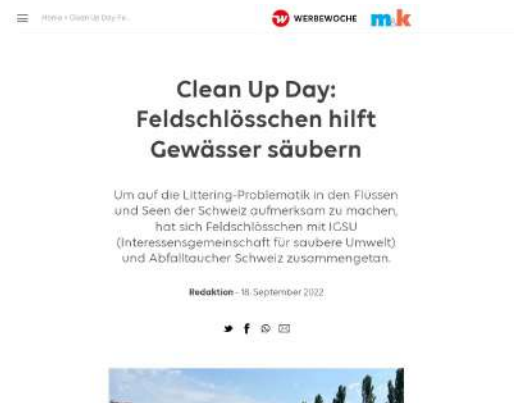 Home › Clean Up Day: Fe...
WERBEWOCHE m&k
Clean Up Day:
Feldschlösschen hilft
Gewässer säubern
Um auf die Littering-Problematik in den Flüssen
und Seen der Schweiz aufmerksam zu machen,
hat sich Feldschlösschen mit IGSU
(Interessensgemeinschaft für saubere Umwelt)
und Abfalltaucher Schweiz zusammengetan.
Redaktion - 18. September 2022